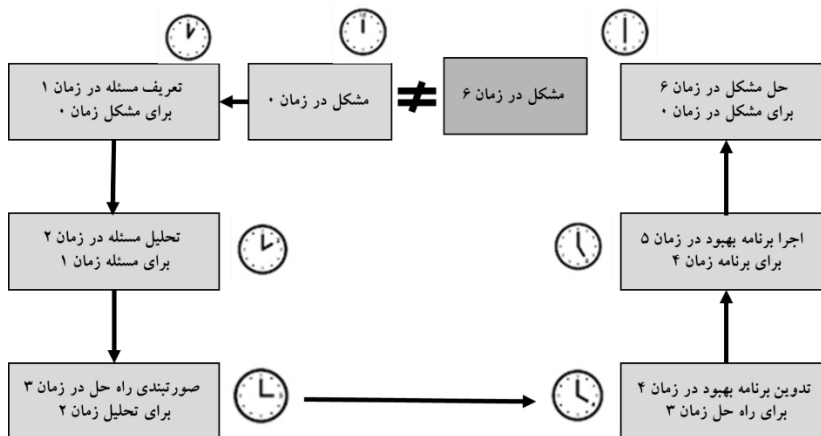 تعریف مسئله در زمان ۱
برای مشکل زمان ۰
مشکل در زمان ۰
≠
مشکل در زمان ۶
حل مشکل در زمان ۶
برای مشکل در زمان ۰
تحلیل مسئله در زمان ۲
برای مسئله زمان ۱
اجرا برنامه بهبود در زمان ۵
برای برنامه زمان ۴
صورتبندی راه حل در زمان ۳
برای تحلیل زمان ۲
تدوین برنامه بهبود در زمان ۴
برای راه حل زمان ۳